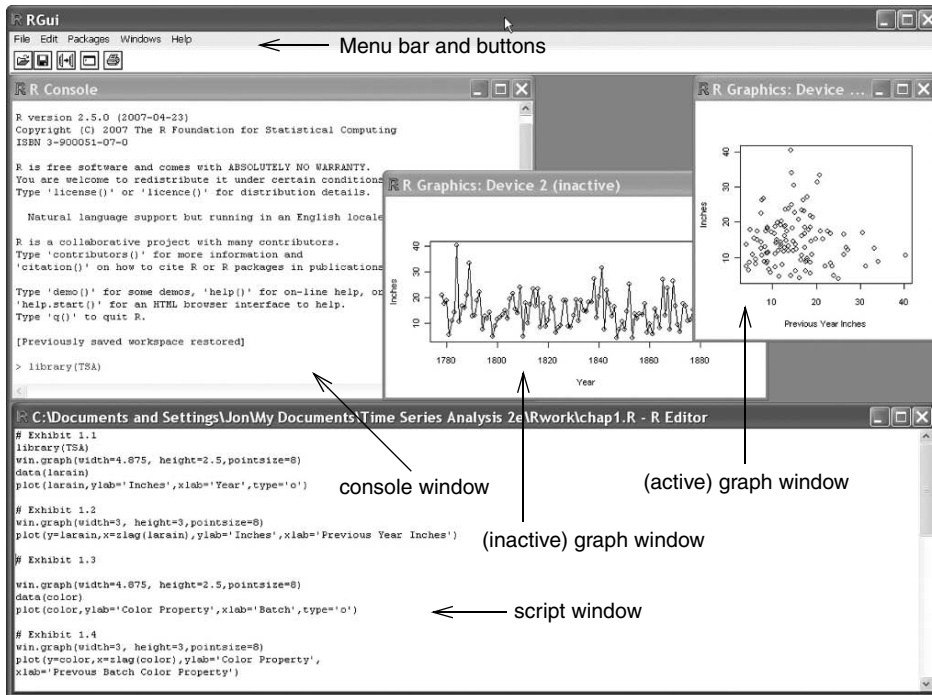 RGui
File Edit Packages Windows Help
Menu bar and buttons
R Console
R version 2.5.0 (2007-04-23)
Copyright (C) 2007 The R Foundation for Statistical Computing
ISBN 3-900051-07-0
R is free software and comes with ABSOLUTELY NO WARRANTY.
You are welcome to redistribute it under certain conditions
Type 'license()' or 'licence()' for distribution details.
Natural language support but running in an English locale
R is a collaborative project with many contributors.
Type 'contributors()' for more information and
'citation()' on how to cite R or R packages in publications
Type 'demo()' for some demos, 'help()' for on-line help, or
'help.start()' for an HTML browser interface to help.
Type 'q()' to quit R.
[Previously saved workspace restored]
> library(TSA)
R Graphics: Device 2 (inactive)
Inches
40
30
20
10
1780 1800 1820 1840 1860 1880
Year
R Graphics: Device ...
Inches
40
30
20
10
10 20 30 40
Previous Year Inches
console window
(inactive) graph window
(active) graph window
C:\Documents and Settings\Jon\My Documents\Time Series Analysis 2e\Rwork\chap1.R - R Editor
# Exhibit 1.1
library(TSA)
win.graph(width=4.875, height=2.5,pointsize=8)
data(larain)
plot(larain,ylab='Inches',xlab='Year',type='o')
# Exhibit 1.2
win.graph(width=3, height=3,pointsize=8)
plot(y=larain,x=zlag(larain),ylab='Inches',xlab='Previous Year Inches')
# Exhibit 1.3
win.graph(width=4.875, height=2.5,pointsize=8)
data(color)
plot(color,ylab='Color Property',xlab='Batch',type='o')
script window
# Exhibit 1.4
win.graph(width=3, height=3,pointsize=8)
plot(y=color,x=zlag(color),ylab='Color Property',
xlab='Prevous Batch Color Property')